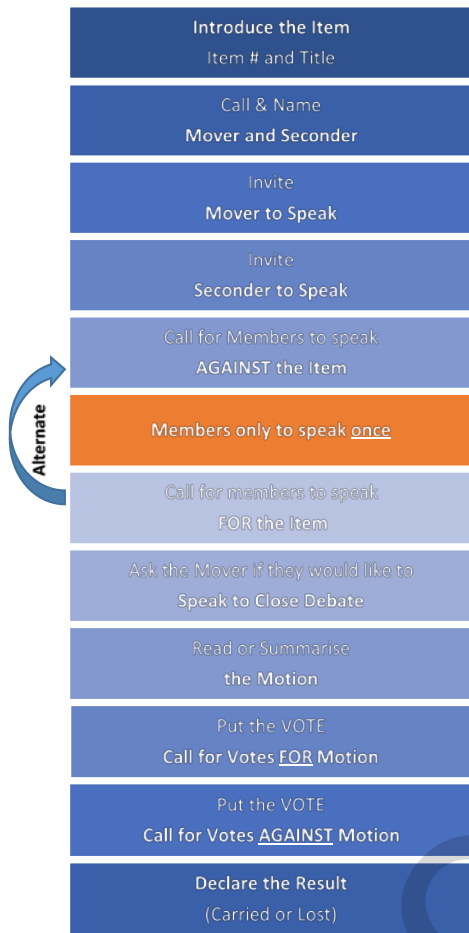 Introduce the Item
Item # and Title
Call & Name
Mover and Seconder
Invite
Mover to Speak
Invite
Seconder to Speak
Call for Members to speak
AGAINST the Item
Alternate
Members only to speak once
Call for members to speak
FOR the Item
Ask the Mover if they would like to
Speak to Close Debate
Read or Summarise
the Motion
Put the VOTE
Call for Votes FOR Motion
Put the VOTE
Call for Votes AGAINST Motion
Declare the Result
(Carried or Lost)